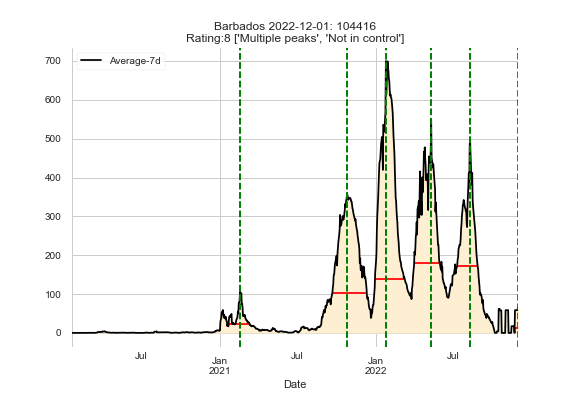 Barbados 2022-12-01: 104416
Rating:8 ['Multiple peaks', 'Not in control']
Average-7d
700
600
500
400
300
200
100
0
Jul
Jan
2021
Jul
Jan
2022
Jul
Date